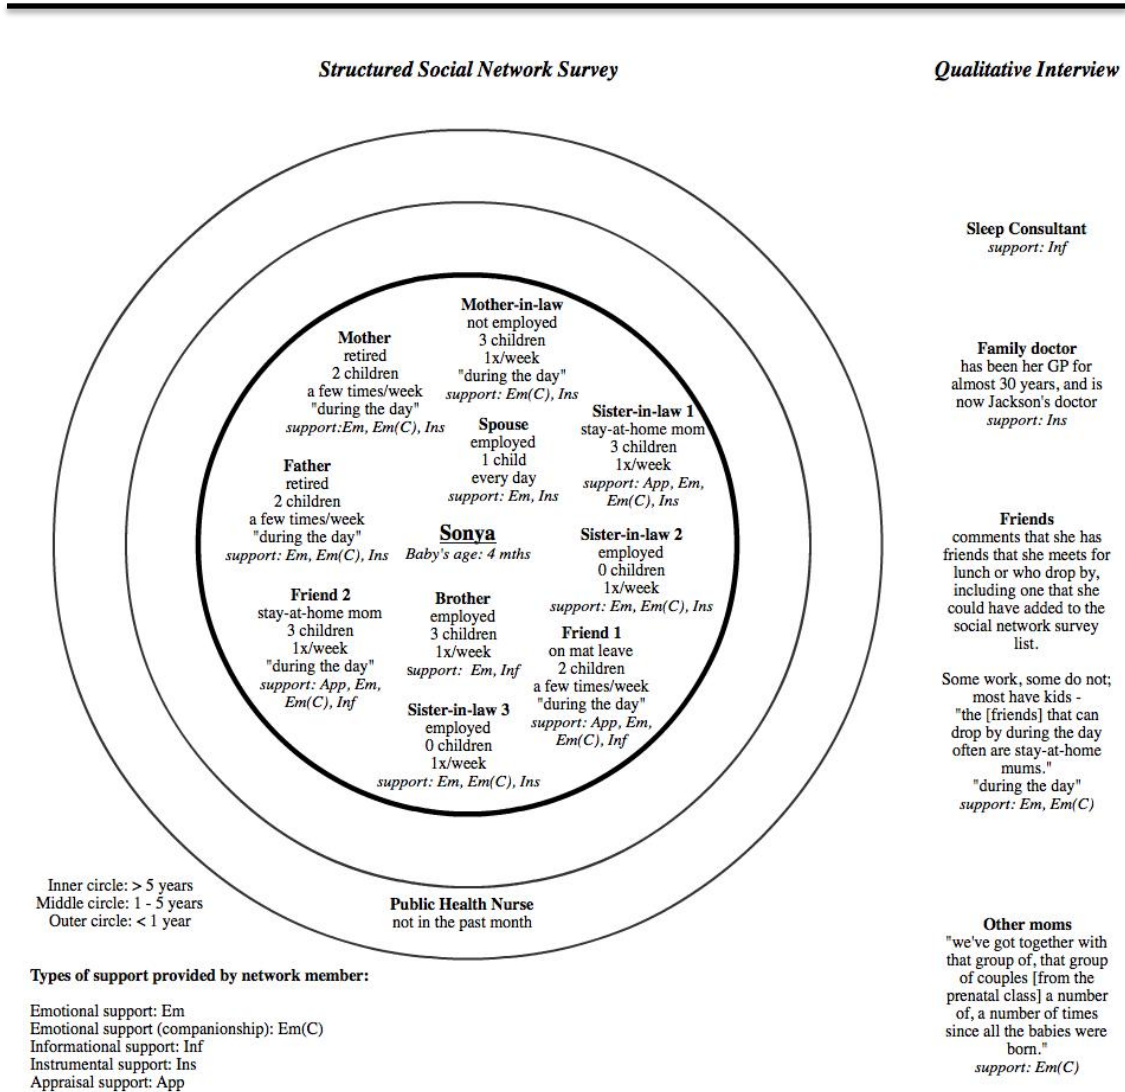 Structured Social Network Survey
Qualitative Interview
Mother-in-law
not employed
3 children
1x/week
"during the day"
support: Em(C), Ins
Mother
retired
2 children
a few times/week
"during the day"
support:Em, Em(C), Ins
Spouse
employed
1 child
every day
support: Em, Ins
Sister-in-law 1
stay-at-home mom
3 children
1x/week
support: App, Em,
Em(C), Ins
Father
retired
2 children
a few times/week
"during the day"
support: Em, Em(C), Ins
Sonya
Baby's age: 4 mths
Sister-in-law 2
employed
0 children
1x/week
support: Em, Em(C), Ins
Friend 2
stay-at-home mom
3 children
1x/week
"during the day"
support: App, Em,
Em(C), Inf
Brother
employed
3 children
1x/week
support: Em, Inf
Friend 1
on mat leave
2 children
a few times/week
"during the day"
support: App, Em,
Em(C), Inf
Sister-in-law 3
employed
0 children
1x/week
support: Em, Em(C), Ins
Public Health Nurse
not in the past month
Inner circle: > 5 years
Middle circle: 1 - 5 years
Outer circle: < 1 year
Types of support provided by network member:
Emotional support: Em
Emotional support (companionship): Em(C)
Informational support: Inf
Instrumental support: Ins
Appraisal support: App
Sleep Consultant
support: Inf
Family doctor
has been her GP for
almost 30 years, and is
now Jackson's doctor
support: Ins
Friends
comments that she has
friends that she meets for
lunch or who drop by,
including one that she
could have added to the
social network survey
list.
Some work, some do not;
most have kids -
"the [friends] that can
drop by during the day
often are stay-at-home
mums."
"during the day"
support: Em, Em(C)
Other moms
"we've got together with
that group of, that group
of couples [from the
prenatal class] a number
of, a number of times
since all the babies were
born."
support: Em(C)